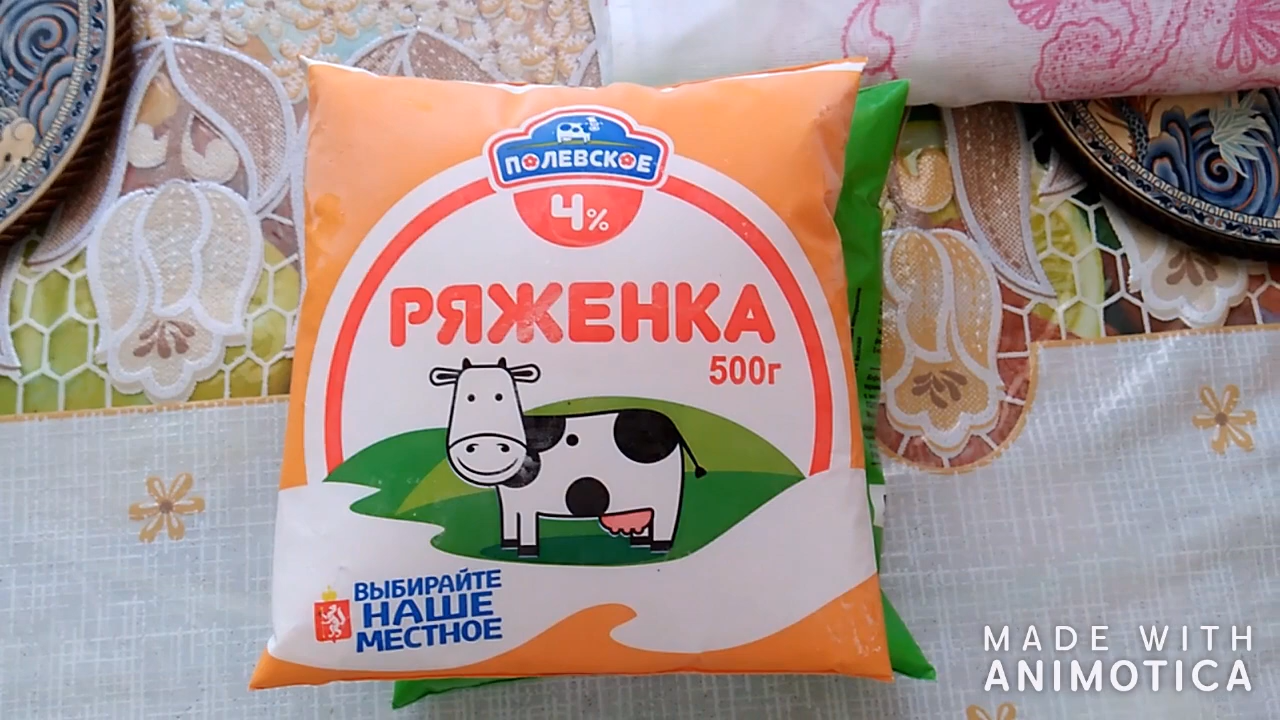 ПОЛЕВСКОЕ
4%
РЯЖЕНКА
500г
ВЫБИРАЙТЕ
НАШЕ
МЕСТНОЕ
MADE WITH
ANIMOTICA